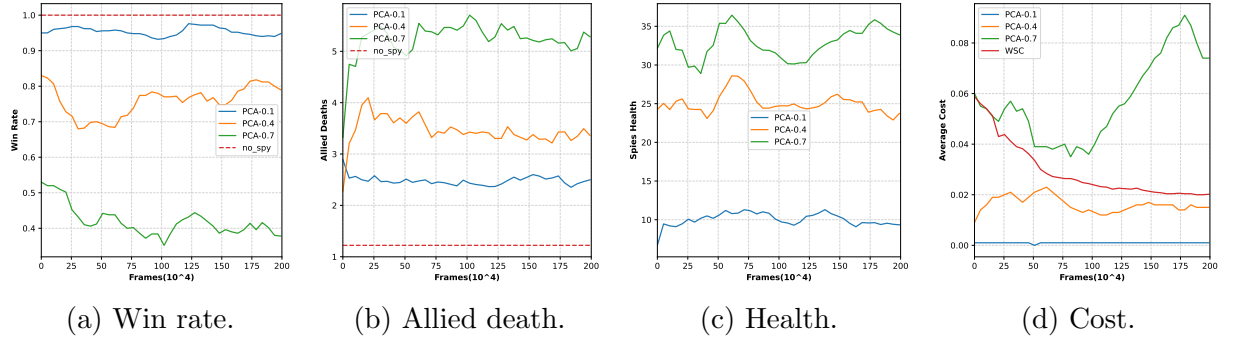 1.0
0.9
0.8
0.7
0.6
0.5
0.4
Win Rate
PCA-0.1
PCA-0.4
PCA-0.7
no_spy
0 25 50 75 100 125 150 175 200
Frames(10^4)
(a) Win rate.
5
4
3
2
1
Allied Deaths
PCA-0.1
PCA-0.4
PCA-0.7
no_spy
0 25 50 75 100 125 150 175 200
Frames(10^4)
(b) Allied death.
35
30
25
20
15
10
Spies Health
PCA-0.1
PCA-0.4
PCA-0.7
0 25 50 75 100 125 150 175 200
Frames(10^4)
(c) Health.
0.08
0.06
0.04
0.02
0.00
Average Cost
PCA-0.1
PCA-0.4
PCA-0.7
WSC
0 25 50 75 100 125 150 175 200
Frames(10^4)
(d) Cost.